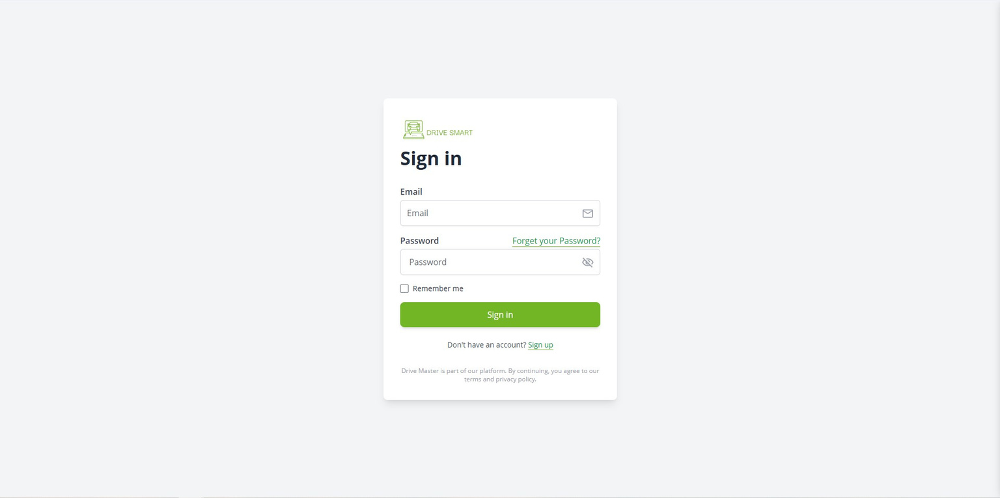 DRIVE SMART
Sign in
Email
Email
Password Forget your Password?
Password
Remember me
Sign in
Don't have an account? Sign up
Drive Master is part of our platform. By continuing, you agree to our
terms and privacy policy.